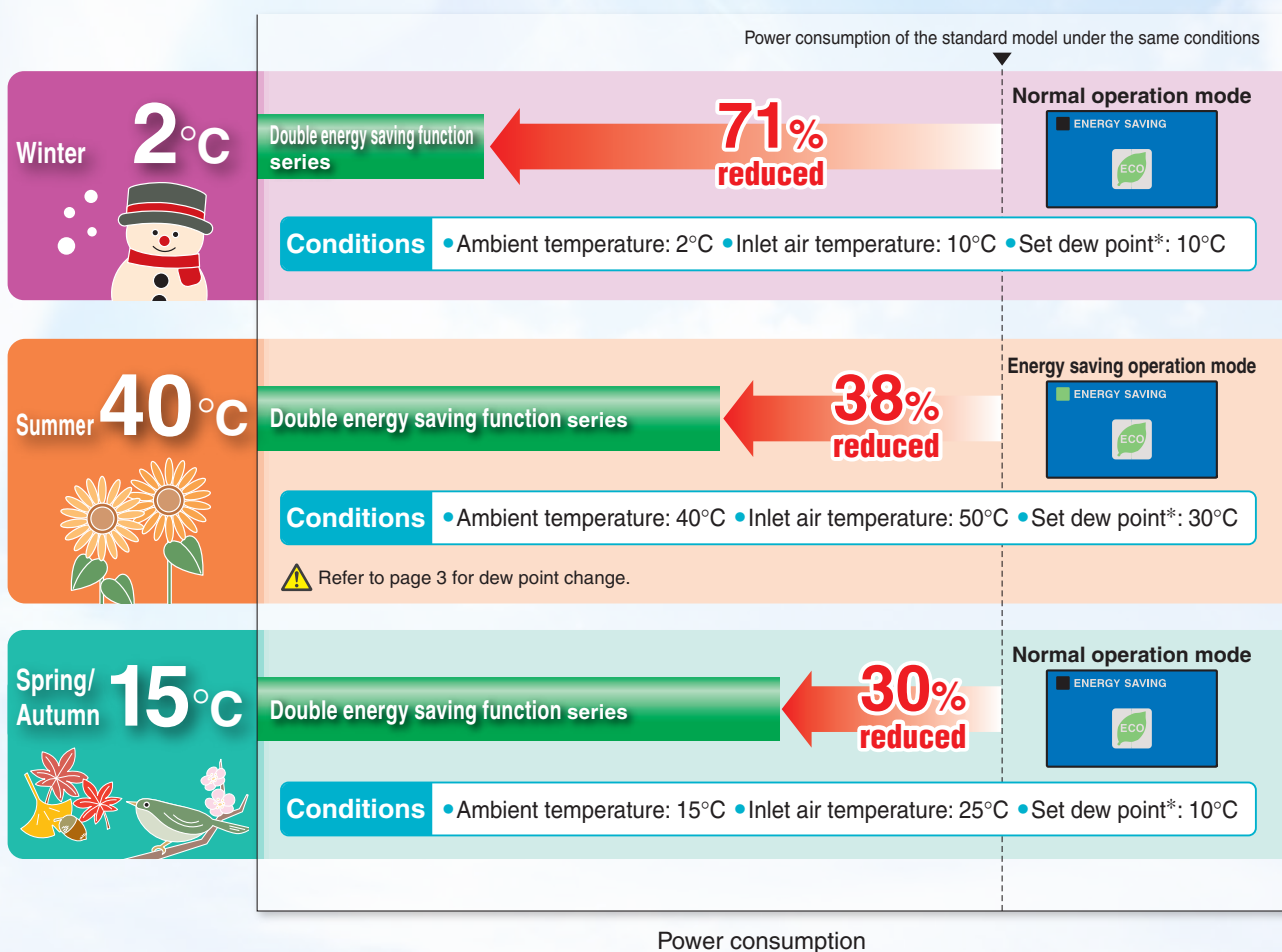 Power consumption of the standard model under the same conditions
Winter 2°C
Double energy saving function
series
71%
reduced
Normal operation mode
ENERGY SAVING
ECO
Conditions •Ambient temperature: 2°C •Inlet air temperature: 10°C •Set dew point*: 10°C
Summer 40°C
Double energy saving function series
38%
reduced
Energy saving operation mode
ENERGY SAVING
ECO
Conditions •Ambient temperature: 40°C •Inlet air temperature: 50°C •Set dew point*: 30°C
Refer to page 3 for dew point change.
Spring/
Autumn 15°C
Double energy saving function series
30%
reduced
Normal operation mode
ENERGY SAVING
ECO
Conditions •Ambient temperature: 15°C •Inlet air temperature: 25°C •Set dew point*: 10°C
Power consumption